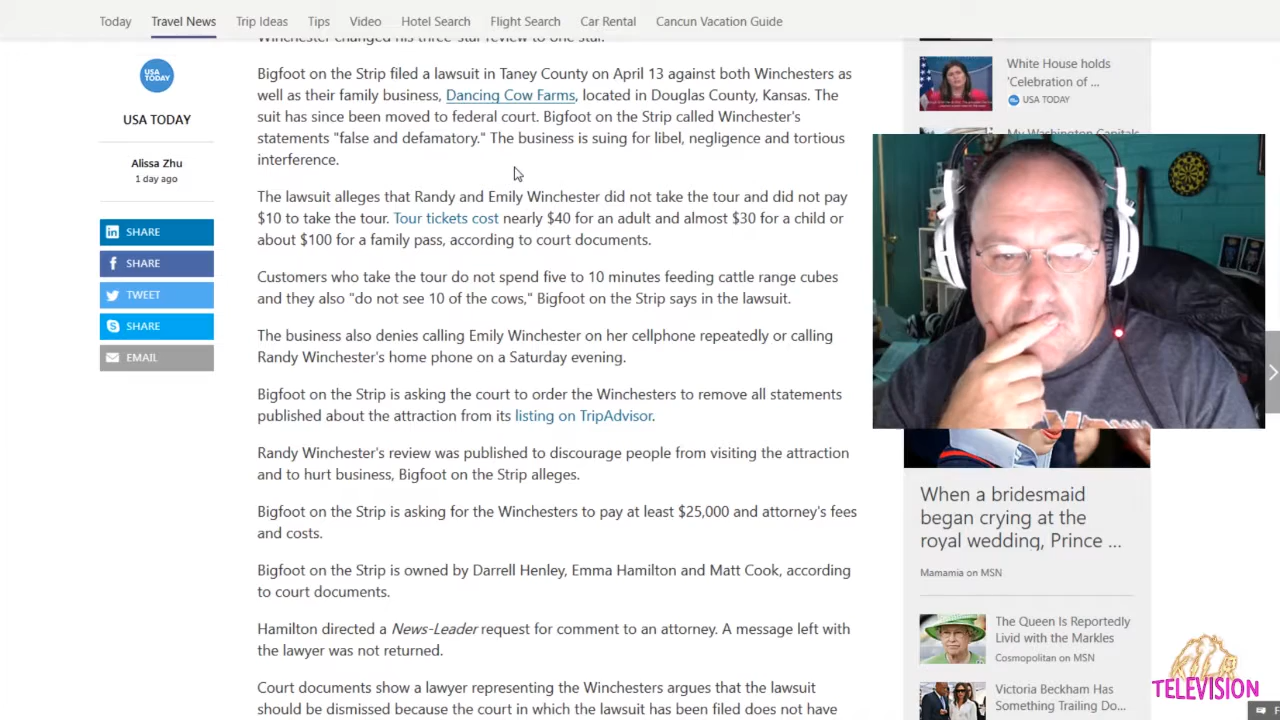 Today Travel News Trip Ideas Tips Video Hotel Search Flight Search Car Rental Cancun Vacation Guide
Winchester changed his three-star review to one star.
USA
TODAY
USA TODAY
Alissa Zhu
1 day ago
SHARE
SHARE
TWEET
SHARE
EMAIL
Bigfoot on the Strip filed a lawsuit in Taney County on April 13 against both Winchesters as
well as their family business, Dancing Cow Farms, located in Douglas County, Kansas. The
suit has since been moved to federal court. Bigfoot on the Strip called Winchester's
statements "false and defamatory." The business is suing for libel, negligence and tortious
interference.
The lawsuit alleges that Randy and Emily Winchester did not take the tour and did not pay
$10 to take the tour. Tour tickets cost nearly $40 for an adult and almost $30 for a child or
about $100 for a family pass, according to court documents.
Customers who take the tour do not spend five to 10 minutes feeding cattle range cubes
and they also "do not see 10 of the cows," Bigfoot on the Strip says in the lawsuit.
The business also denies calling Emily Winchester on her cellphone repeatedly or calling
Randy Winchester's home phone on a Saturday evening.
Bigfoot on the Strip is asking the court to order the Winchesters to remove all statements
published about the attraction from its listing on TripAdvisor.
Randy Winchester's review was published to discourage people from visiting the attraction
and to hurt business, Bigfoot on the Strip alleges.
Bigfoot on the Strip is asking for the Winchesters to pay at least $25,000 and attorney's fees
and costs.
Bigfoot on the Strip is owned by Darrell Henley, Emma Hamilton and Matt Cook, according
to court documents.
Hamilton directed a News-Leader request for comment to an attorney. A message left with
the lawyer was not returned.
Court documents show a lawyer representing the Winchesters argues that the lawsuit
should be dismissed because the court in which the lawsuit has been filed does not have
White House holds
'Celebration of ...
USA TODAY
My Washington Capitals
When a bridesmaid
began crying at the
royal wedding, Prince ...
Mamamia on MSN
The Queen Is Reportedly
Livid with the Markles
Cosmopolitan on MSN
Victoria Beckham Has
Something Trailing Do...
TELEVISION